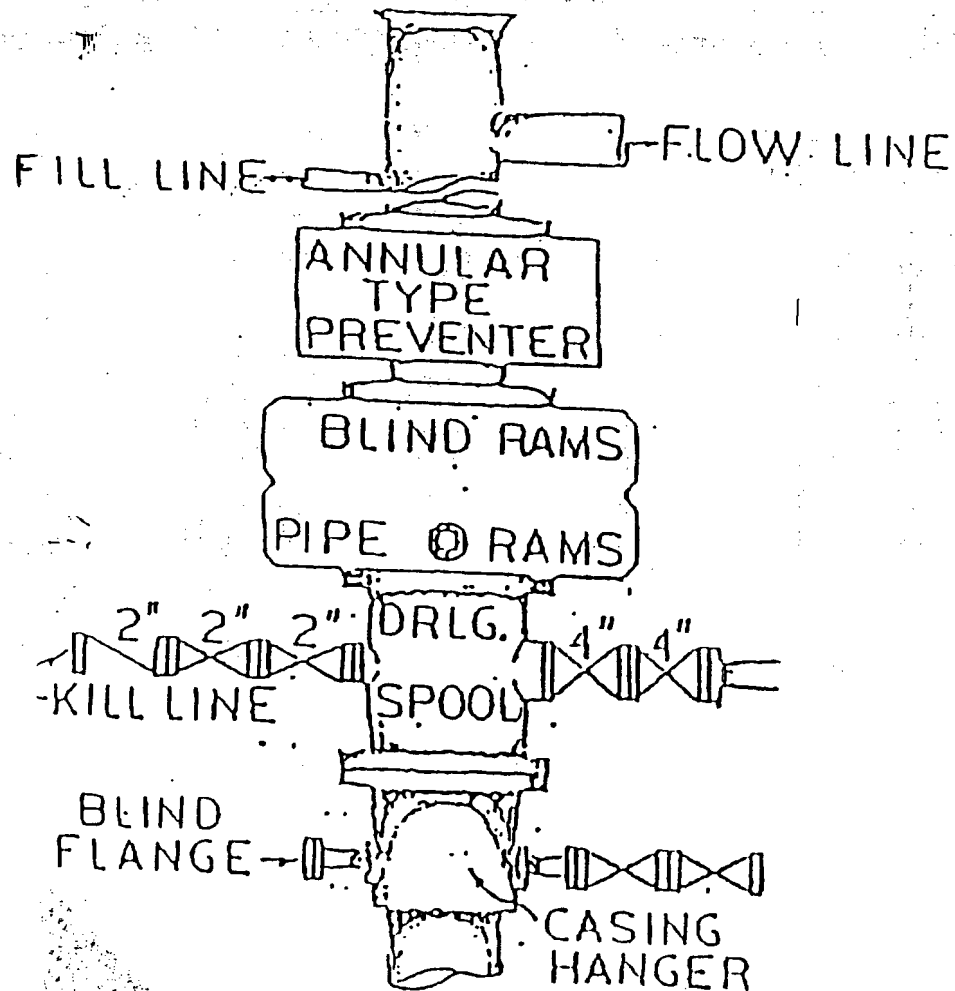 FILL LINE
FLOW LINE
ANNULAR
TYPE
PREVENTER
BLIND RAMS
PIPE RAMS
DRLG.
SPOOL
2" 2" 2"
4" 4"
KILL LINE
BLIND
FLANGE
CASING
HANGER